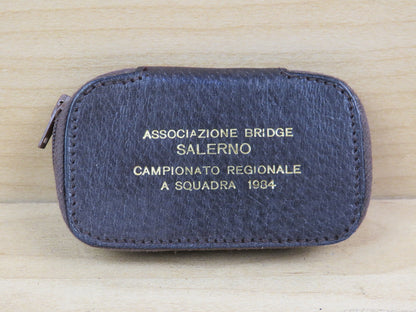 ASSOCIAZIONE BRIDGE
SALERNO
CAMPIONATO REGIONALE
A SQUADRA 1984